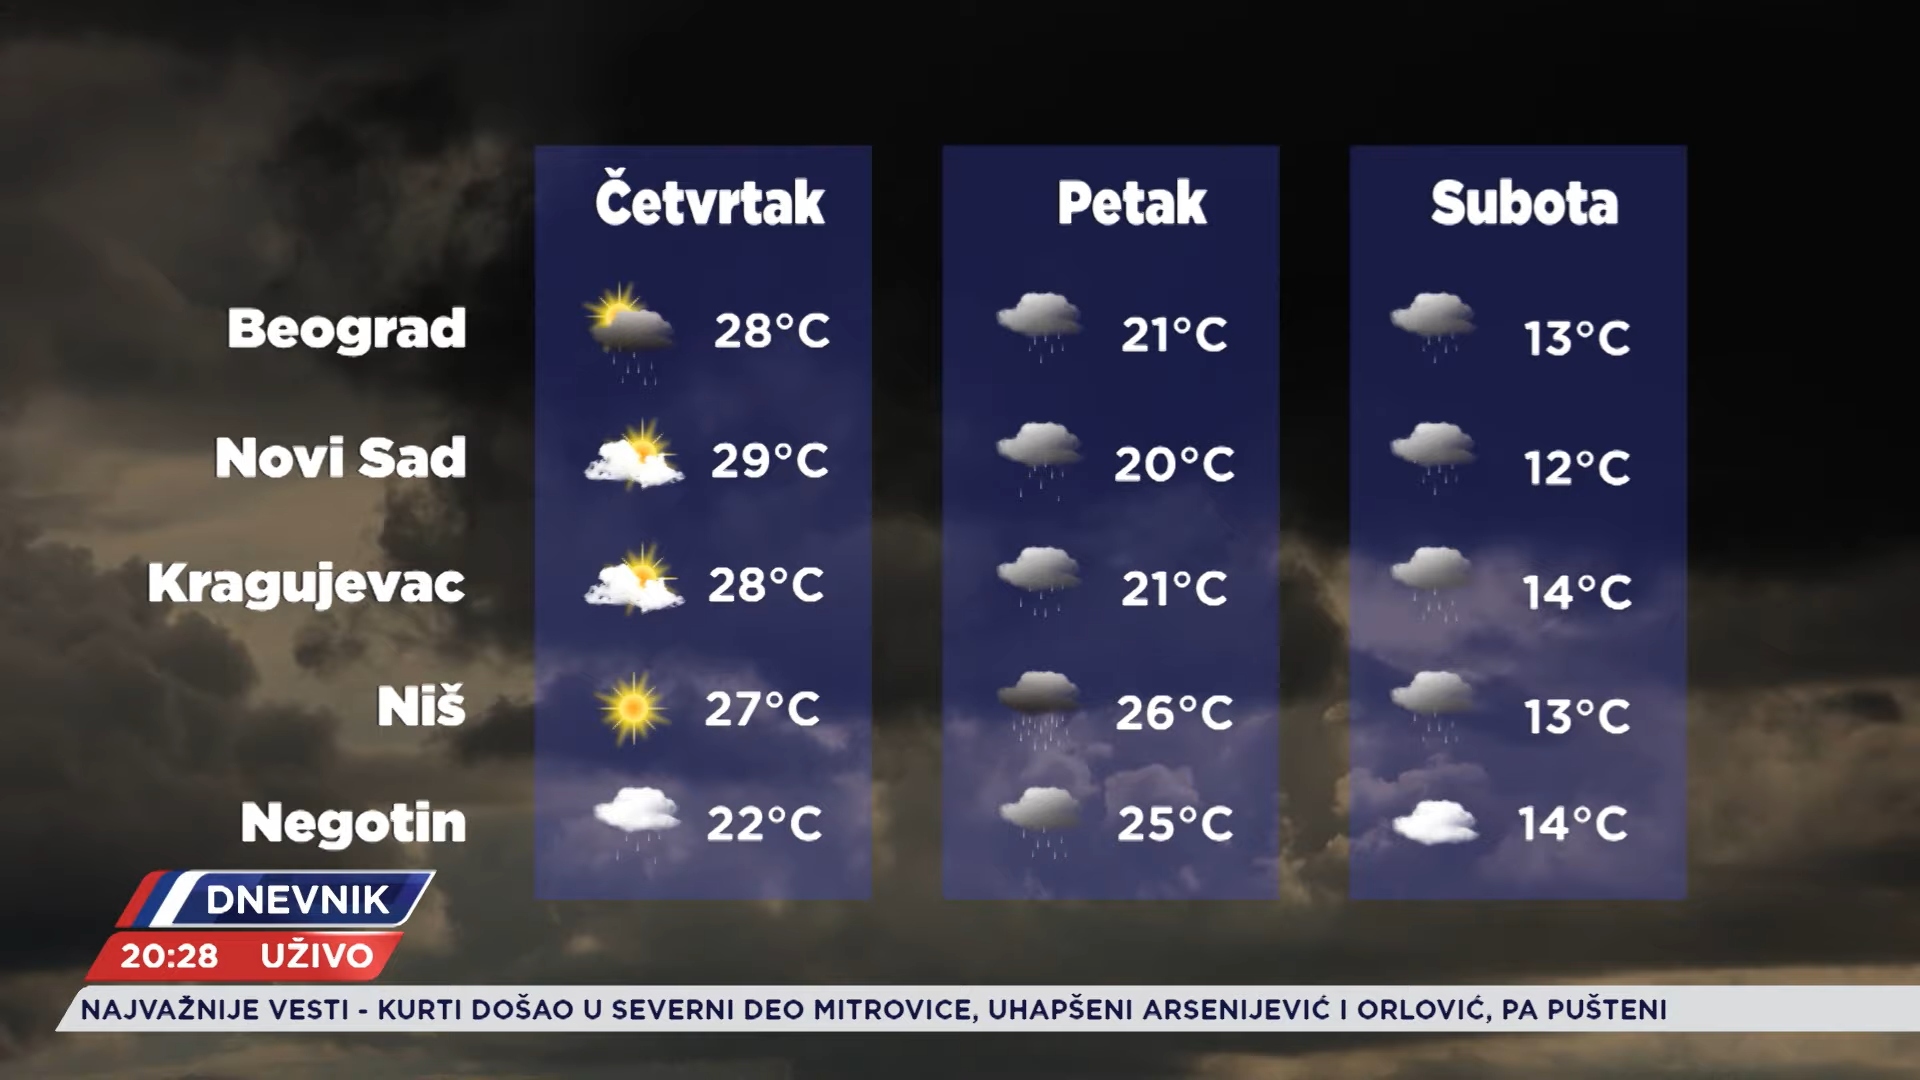 Četvrtak Petak Subota
Beograd 28°C 21°C 13°C
Novi Sad 29°C 20°C 12°C
Kragujevac 28°C 21°C 14°C
Niš 27°C 26°C 13°C
Negotin 22°C 25°C 14°C
DNEVNIK
20:28 UŽIVO
NAJVAŽNIJE VESTI - KURTI DOŠAO U SEVERNI DEO MITROVICE, UHAPŠENI ARSENIJEVIĆ I ORLOVIĆ, PA PUŠTENI